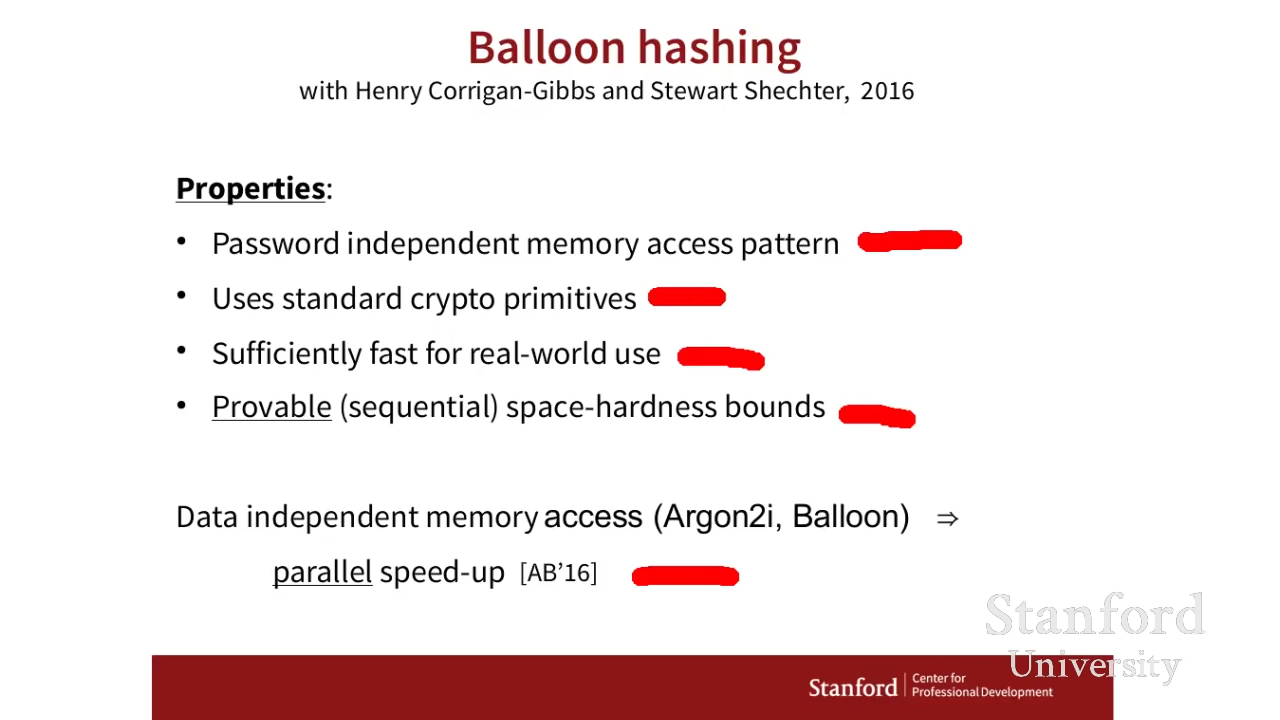 Balloon hashing
with Henry Corrigan-Gibbs and Stewart Shechter, 2016
Properties:
• Password independent memory access pattern
• Uses standard crypto primitives
• Sufficiently fast for real-world use
• Provable (sequential) space-hardness bounds
Data independent memory access (Argon2i, Balloon) ⇒
parallel speed-up [AB’16]
Stanford
University
Stanford
Center for
Professional Development